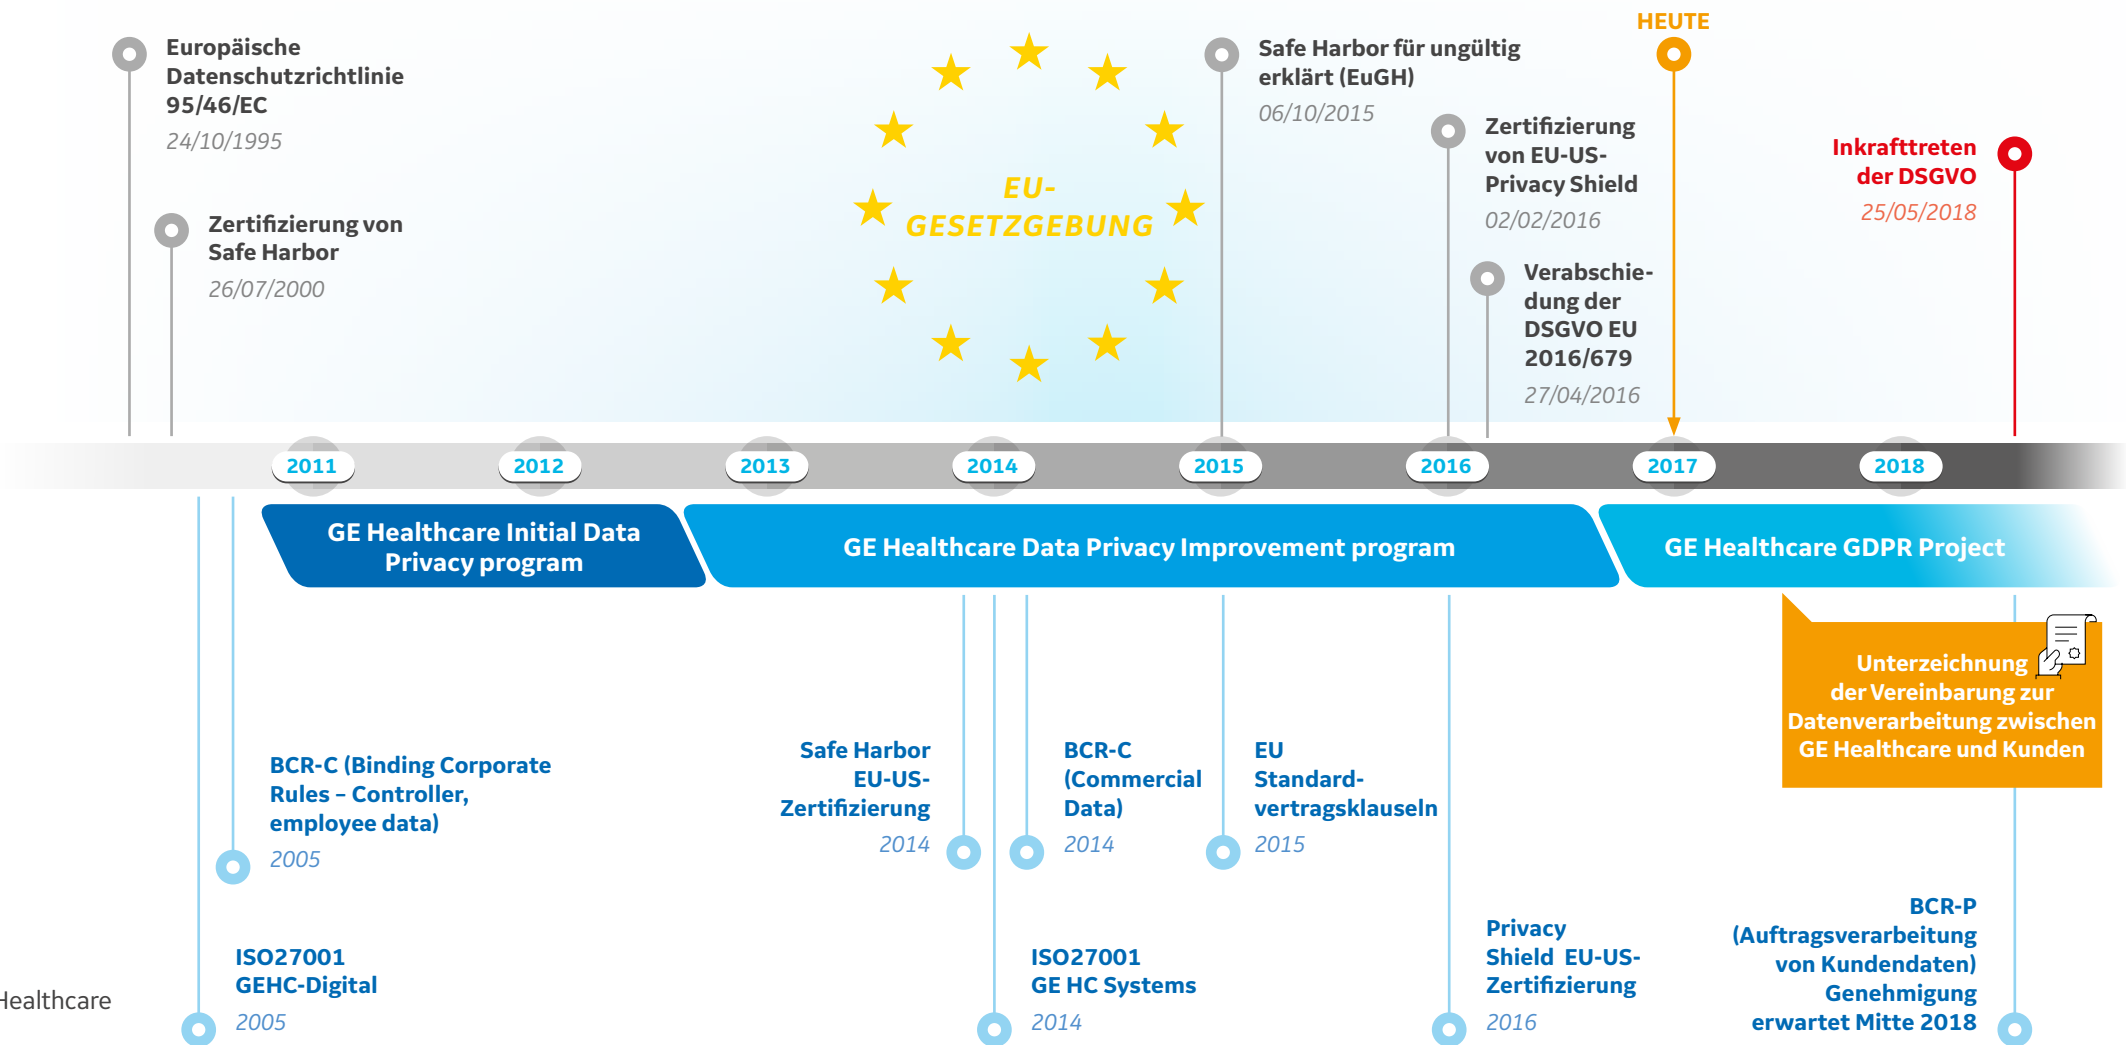 Europäische
Datenschutzrichtlinie
95/46/EC
24/10/1995
Zertifizierung von
Safe Harbor
26/07/2000
EU-
GESETZGEBUNG
Safe Harbor für ungültig
erklärt (EuGH)
06/10/2015
Zertifizierung
von EU-US-
Privacy Shield
02/02/2016
Verabschie-
dung der
DSGVO EU
2016/679
27/04/2016
HEUTE
Inkrafttreten
der DSGVO
25/05/2018
2011
2012
2013
2014
2015
2016
2017
2018
GE Healthcare Initial Data
Privacy program
GE Healthcare Data Privacy Improvement program
GE Healthcare GDPR Project
Unterzeichnung
der Vereinbarung zur
Datenverarbeitung zwischen
GE Healthcare und Kunden
BCR-C (Binding Corporate
Rules – Controller,
employee data)
2005
ISO27001
GEHC-Digital
2005
Safe Harbor
EU-US-
Zertifizierung
2014
BCR-C
(Commercial
Data)
2014
ISO27001
GE HC Systems
2014
EU
Standard-
vertragsklauseln
2015
Privacy
Shield EU-US-
Zertifizierung
2016
BCR-P
(Auftragsverarbeitung
von Kundendaten)
Genehmigung
erwartet Mitte 2018
Healthcare